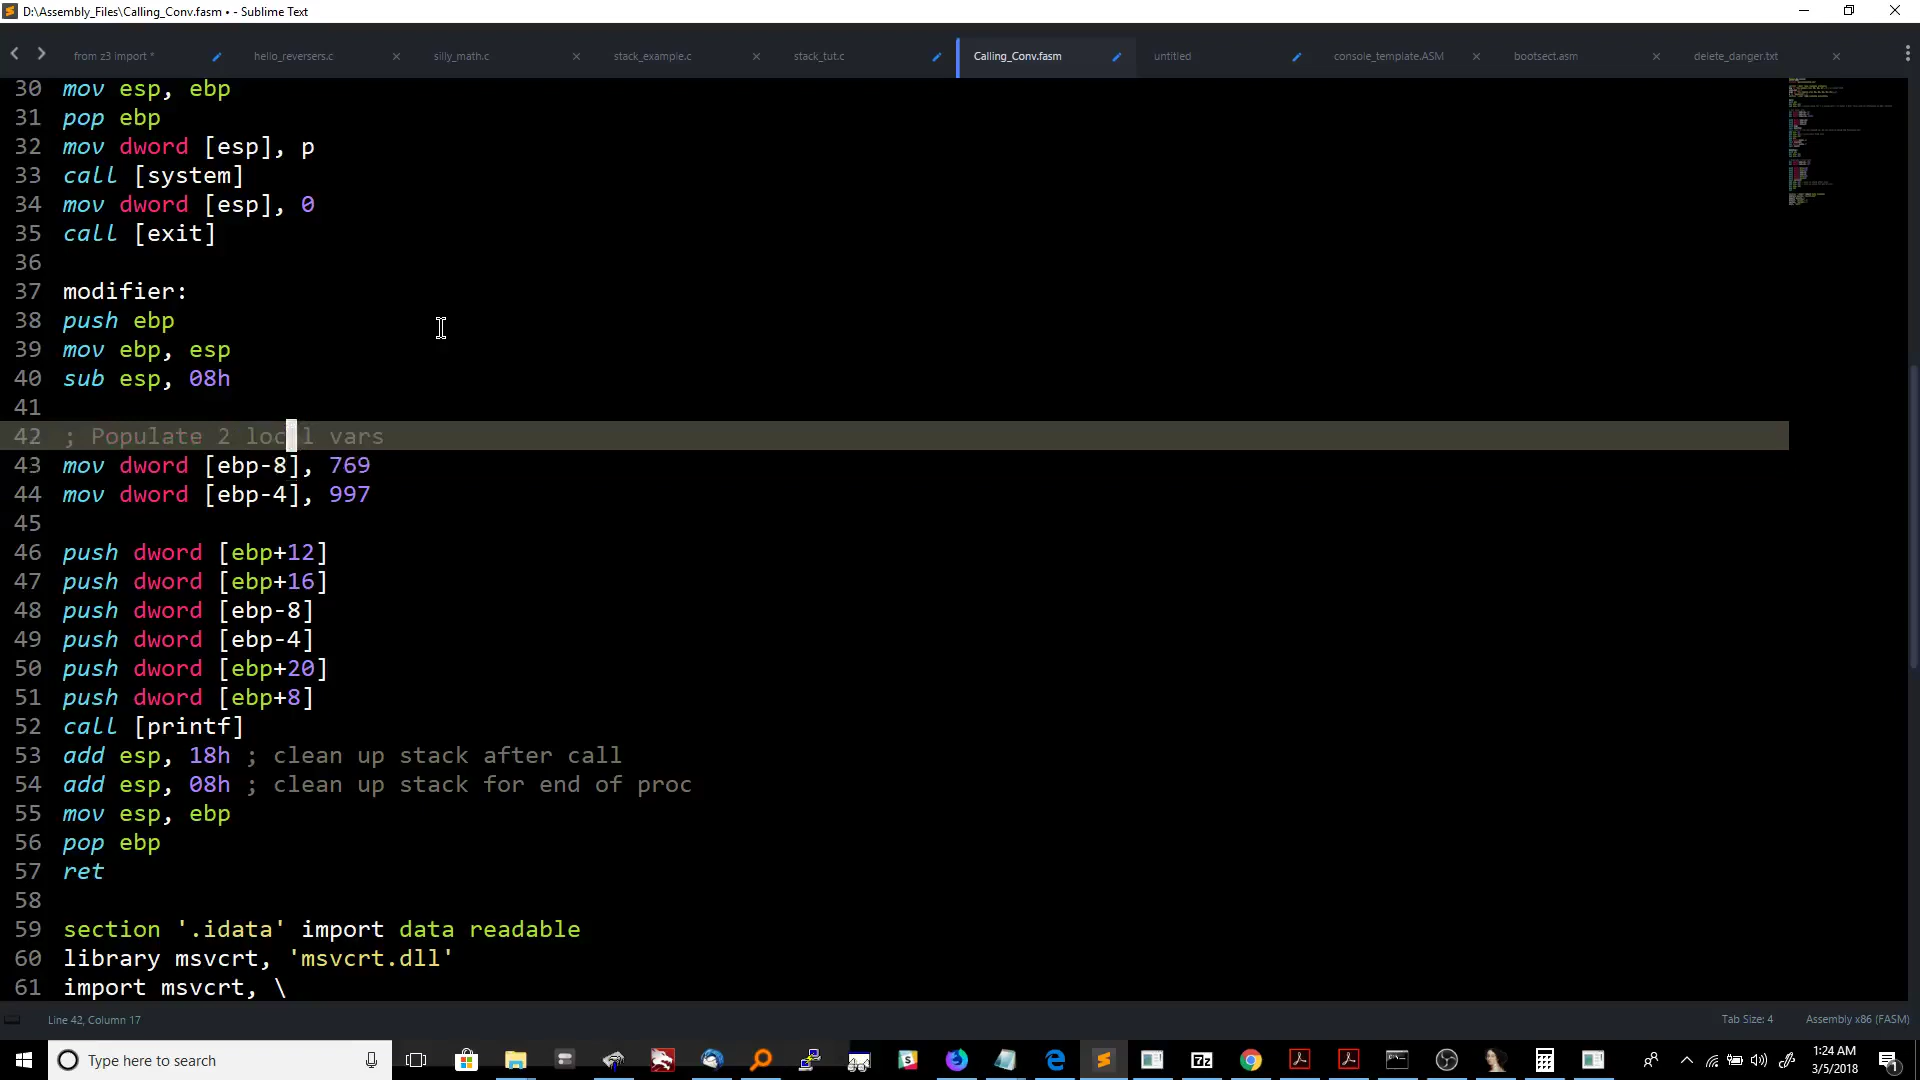 D:\Assembly_Files\Calling_Conv.fasm • - Sublime Text
from z3 import *
hello_reversers.c
silly_math.c
stack_example.c
stack_tut.c
Calling_Conv.fasm
untitled
console_template.ASM
bootsect.asm
delete_danger.txt
30 mov esp, ebp
31 pop ebp
32 mov dword [esp], p
33 call [system]
34 mov dword [esp], 0
35 call [exit]
36
37 modifier:
38 push ebp
39 mov ebp, esp
40 sub esp, 08h
41
42 ; Populate 2 local vars
43 mov dword [ebp-8], 769
44 mov dword [ebp-4], 997
45
46 push dword [ebp+12]
47 push dword [ebp+16]
48 push dword [ebp-8]
49 push dword [ebp-4]
50 push dword [ebp+20]
51 push dword [ebp+8]
52 call [printf]
53 add esp, 18h ; clean up stack after call
54 add esp, 08h ; clean up stack for end of proc
55 mov esp, ebp
56 pop ebp
57 ret
58
59 section '.idata' import data readable
60 library msvcrt, 'msvcrt.dll'
61 import msvcrt, \
Line 42, Column 17
Tab Size: 4
Assembly x86 (FASM)
Type here to search
7z
1:24 AM
3/5/2018
1